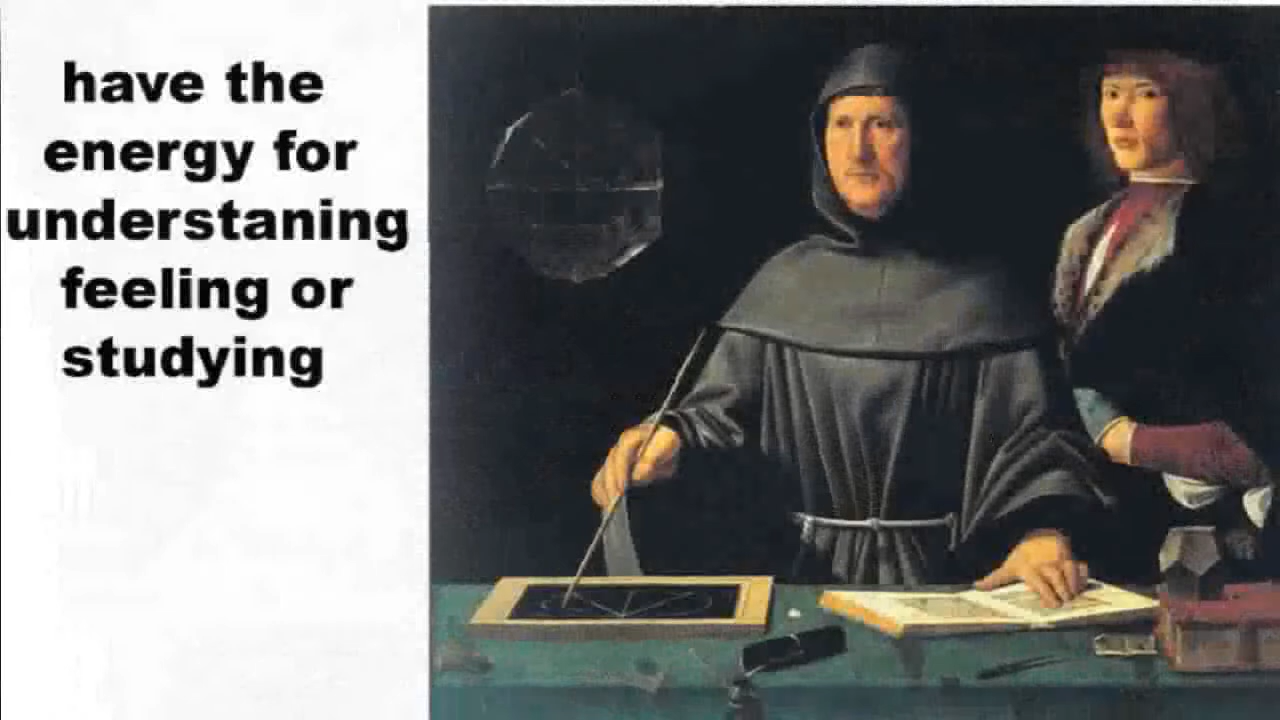 have the
energy for
understaning
feeling or
studying